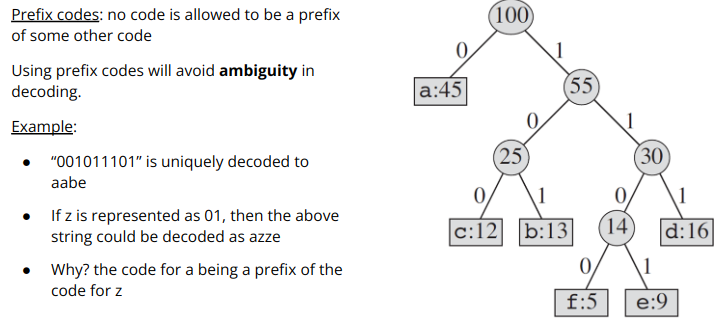 Prefix codes: no code is allowed to be a prefix
of some other code
Using prefix codes will avoid ambiguity in
decoding.
Example:
● “001011101” is uniquely decoded to
aabe
● If z is represented as 01, then the above
string could be decoded as azze
● Why? the code for a being a prefix of the
code for z
100
0 1
a:45 55
0 1
25 30
0 1 0 1
c:12 b:13 14 d:16
0 1
f:5 e:9